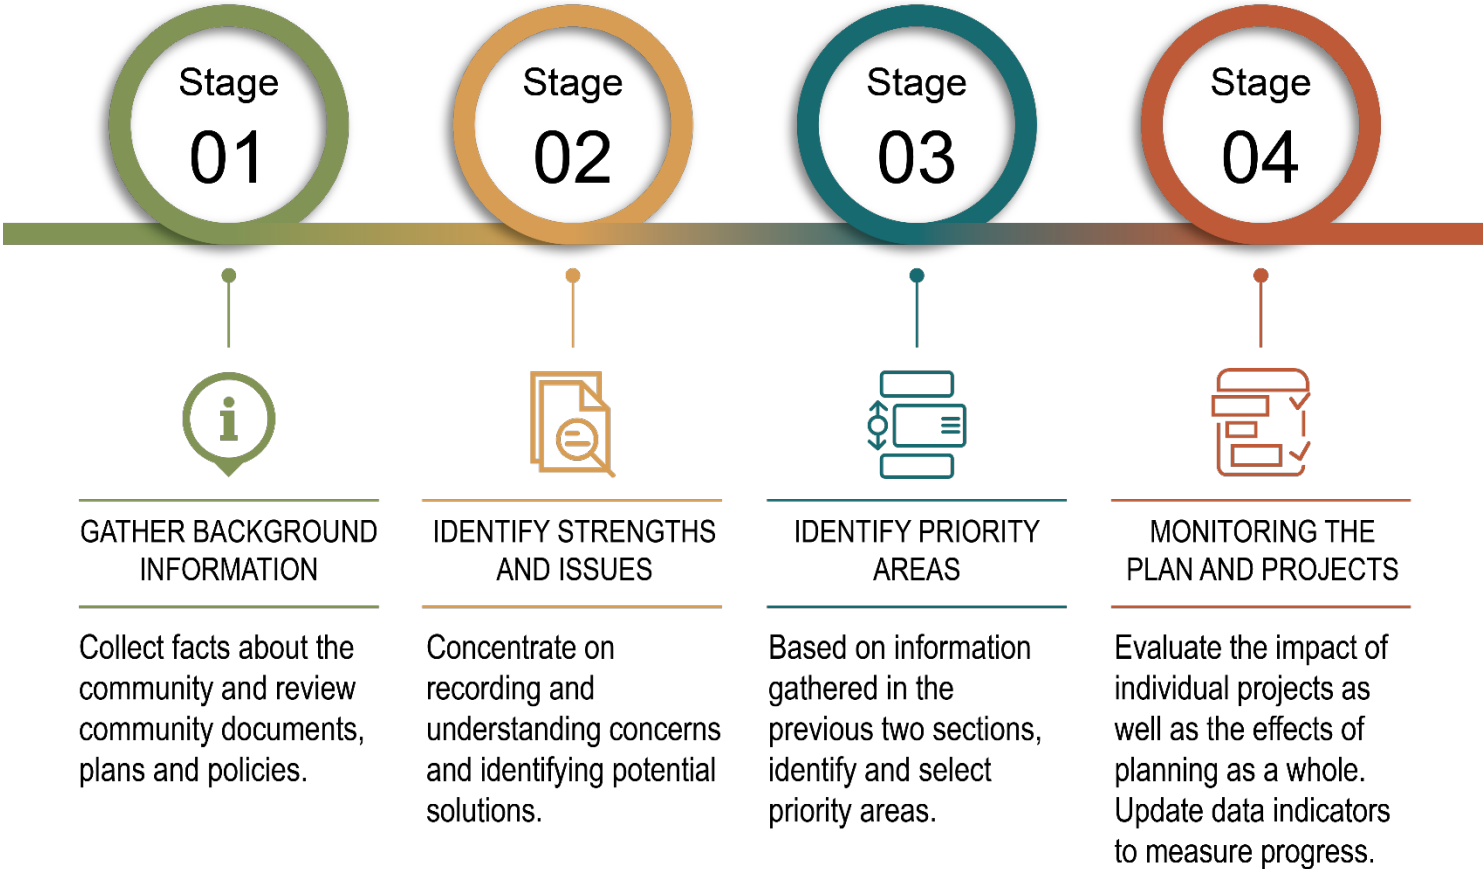 Stage
01
Stage
02
Stage
03
Stage
04
GATHER BACKGROUND
INFORMATION
Collect facts about the
community and review
community documents,
plans and policies.
IDENTIFY STRENGTHS
AND ISSUES
Concentrate on
recording and
understanding concerns
and identifying potential
solutions.
IDENTIFY PRIORITY
AREAS
Based on information
gathered in the
previous two sections,
identify and select
priority areas.
MONITORING THE
PLAN AND PROJECTS
Evaluate the impact of
individual projects as
well as the effects of
planning as a whole.
Update data indicators
to measure progress.